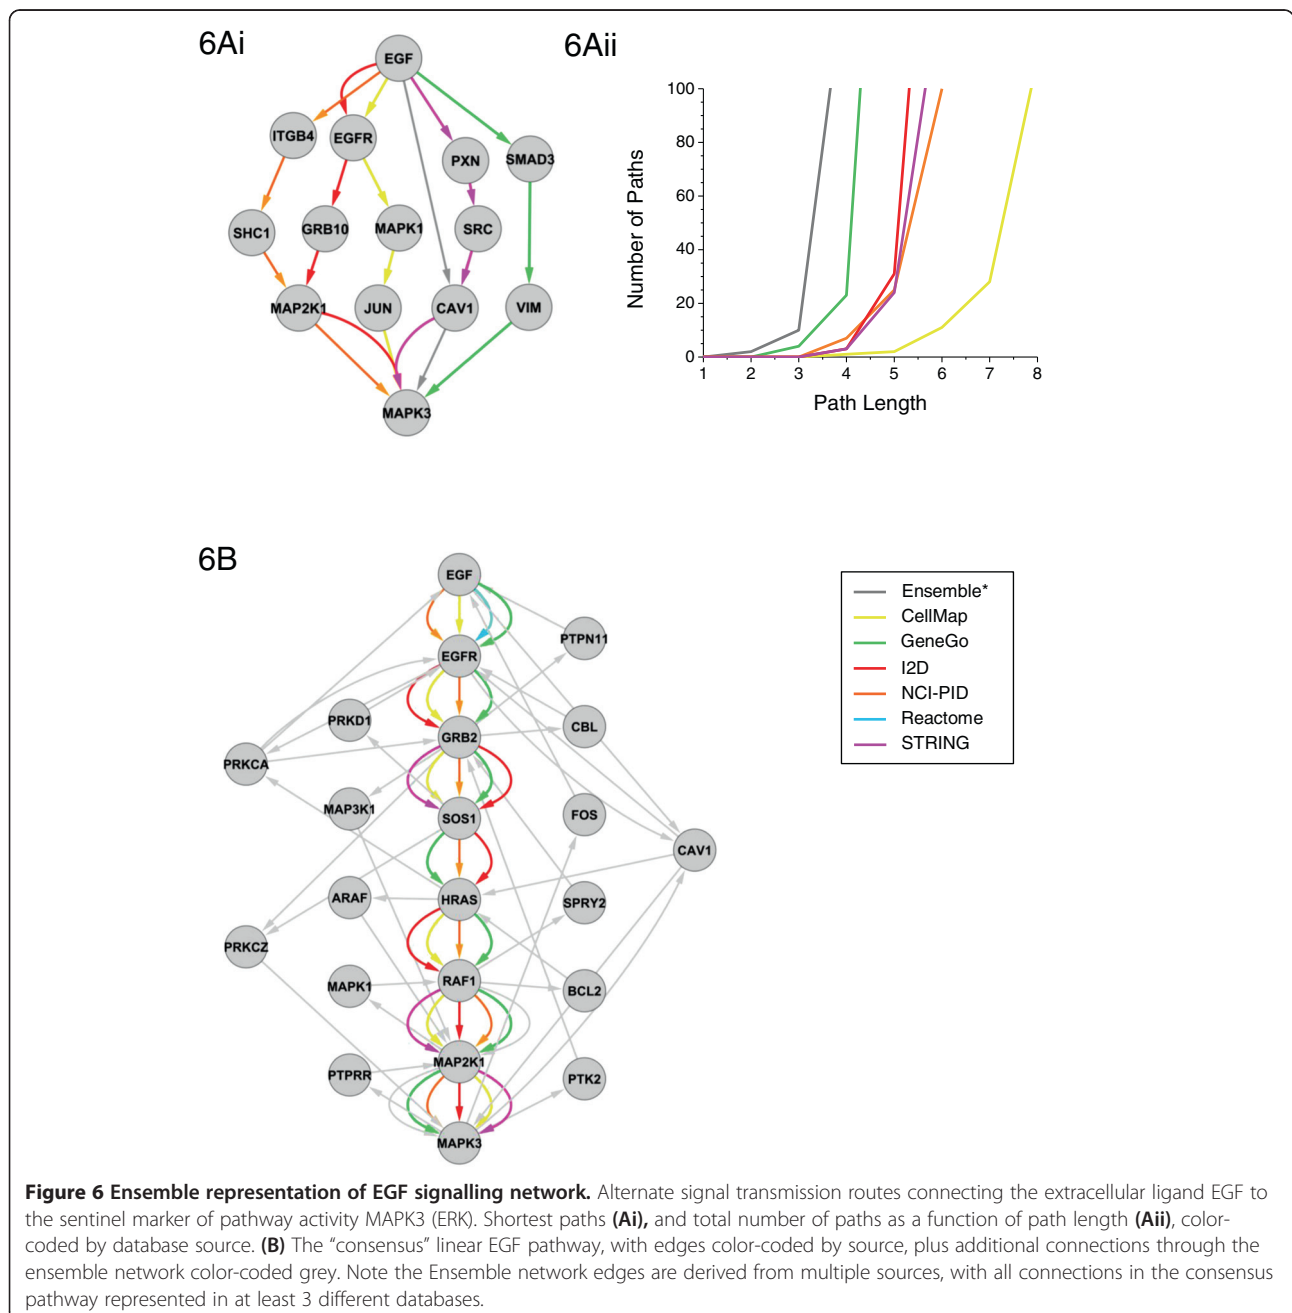 6Ai
EGF
ITGB4
EGFR
PXN
SMAD3
SHC1
GRB10
MAPK1
SRC
MAP2K1
JUN
CAV1
VIM
MAPK3
6Aii
Number of Paths
100
80
60
40
20
0
1 2 3 4 5 6 7 8
Path Length
6B
EGF
PTPN11
EGFR
PRKD1
CBL
GRB2
PRKCA
MAP3K1
FOS
SOS1
CAV1
ARAF
HRAS
SPRY2
PRKCZ
RAF1
MAPK1
BCL2
MAP2K1
PTPRR
PTK2
MAPK3
Ensemble*
CellMap
GeneGo
I2D
NCI-PID
Reactome
STRING
Figure 6 Ensemble representation of EGF signalling network. Alternate signal transmission routes connecting the extracellular ligand EGF to
the sentinel marker of pathway activity MAPK3 (ERK). Shortest paths (Ai), and total number of paths as a function of path length (Aii), color-
coded by database source. (B) The “consensus” linear EGF pathway, with edges color-coded by source, plus additional connections through the
ensemble network color-coded grey. Note the Ensemble network edges are derived from multiple sources, with all connections in the consensus
pathway represented in at least 3 different databases.